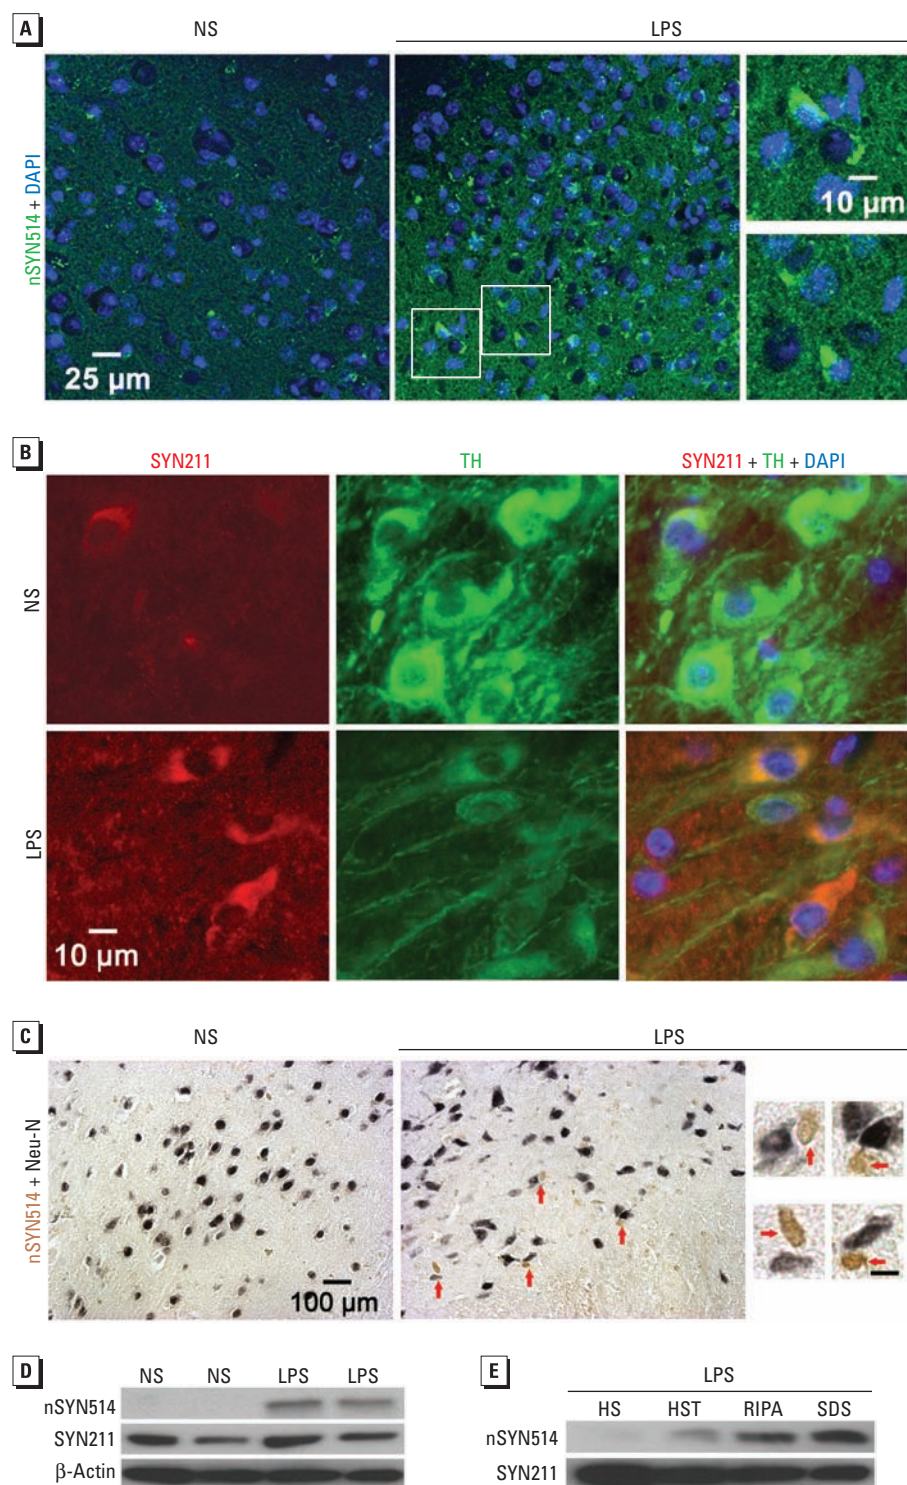 A
NS
LPS
nSYN514 + DAPI
25 µm
10 µm
B
SYN211
TH
SYN211 + TH + DAPI
NS
LPS
10 µm
C
NS
LPS
nSYN514 + Neu-N
100 µm
D
NS NS LPS LPS
nSYN514
SYN211
β-Actin
E
LPS
HS HST RIPA SDS
nSYN514
SYN211